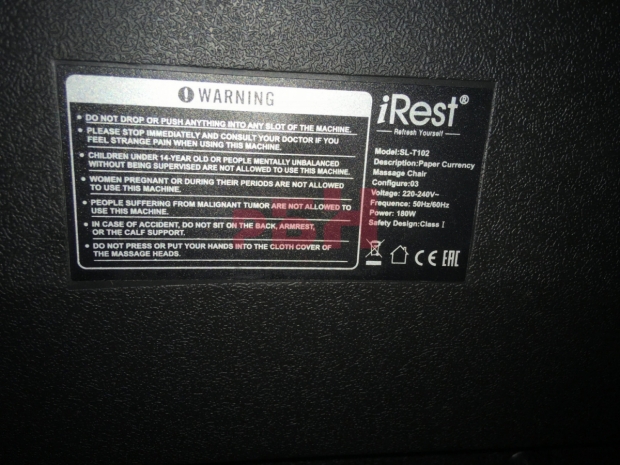 WARNING
• DO NOT DROP OR PUSH ANYTHING INTO ANY SLOT OF THE MACHINE.
• PLEASE STOP IMMEDIATELY AND CONSULT YOUR DOCTOR IF YOU
FEEL STRANGE PAIN WHEN USING THIS MACHINE.
• CHILDREN UNDER 14-YEAR OLD OR PEOPLE MENTALLY UNBALANCED
WITHOUT BEING SUPERVISED ARE NOT ALLOWED TO USE THIS MACHINE.
• WOMEN PREGNANT OR DURING THEIR PERIODS ARE NOT ALLOWED
TO USE THIS MACHINE.
• PEOPLE SUFFERING FROM MALIGNANT TUMOR ARE NOT ALLOWED TO
USE THIS MACHINE.
• IN CASE OF ACCIDENT, DO NOT SIT ON THE BACK, ARMREST,
OR THE CALF SUPPORT.
• DO NOT PRESS OR PUT YOUR HANDS INTO THE CLOTH COVER OF
THE MASSAGE HEADS.
iRest®
Refresh Yourself
Model:SL-T102
Description:Paper Currency
Massage Chair
Configure:03
Voltage: 220-240V~
Frequence: 50Hz/60Hz
Power: 180W
Safety Design:Class I
CE EAC